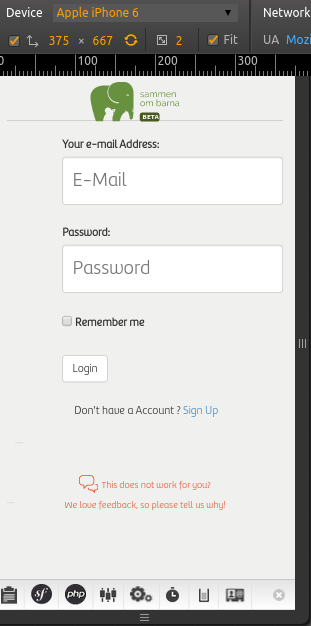 Device Apple iPhone 6 Network
375 × 667 2 Fit UA Mozi
0 100 200 300
sammen
om barna
BETA
Your e-mail Address:
E-Mail
Password:
Password
Remember me
Login
Don't have a Account ? Sign Up
This does not work for you?
We love feedback, so please tell us why!
sf php